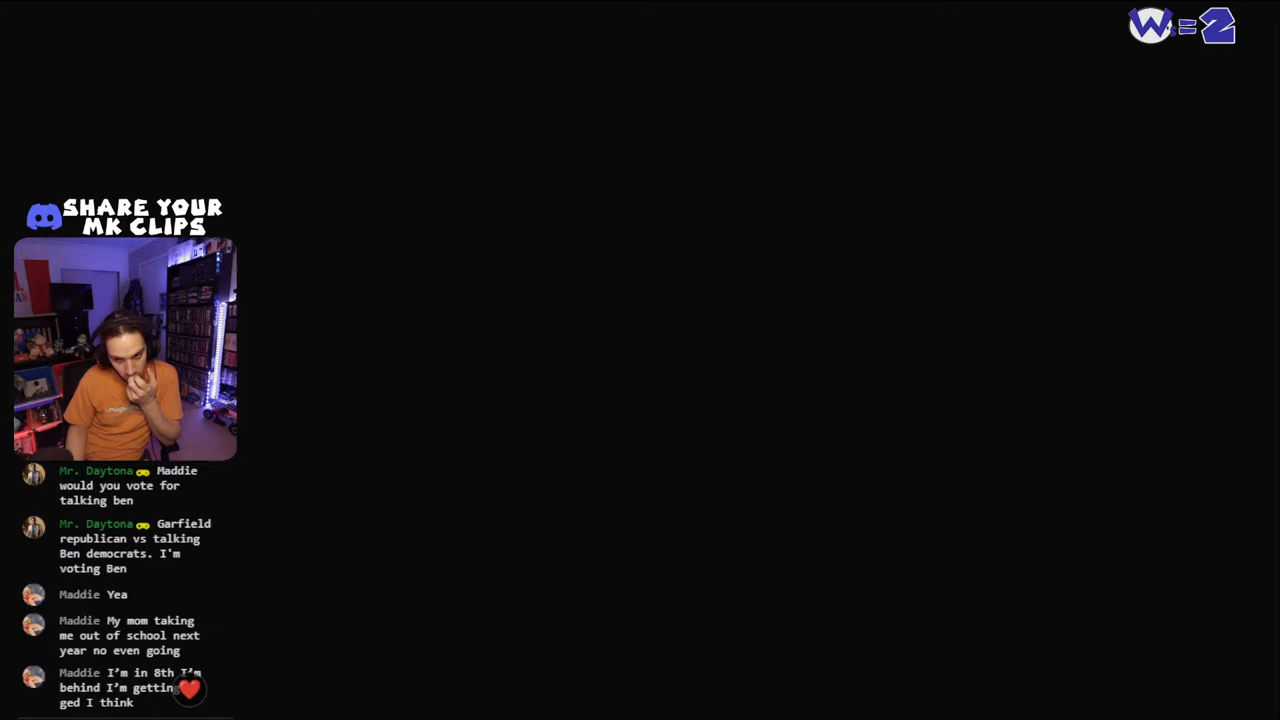 W=2
SHARE YOUR
MK CLIPS
Mr. Daytona Maddie
would you vote for
talking ben
Mr. Daytona Garfield
republican vs talking
Ben democrats. I'm
voting Ben
Maddie Yea
Maddie My mom taking
me out of school next
year no even going
Maddie I’m in 8th I’m
behind I’m getting
ged I think